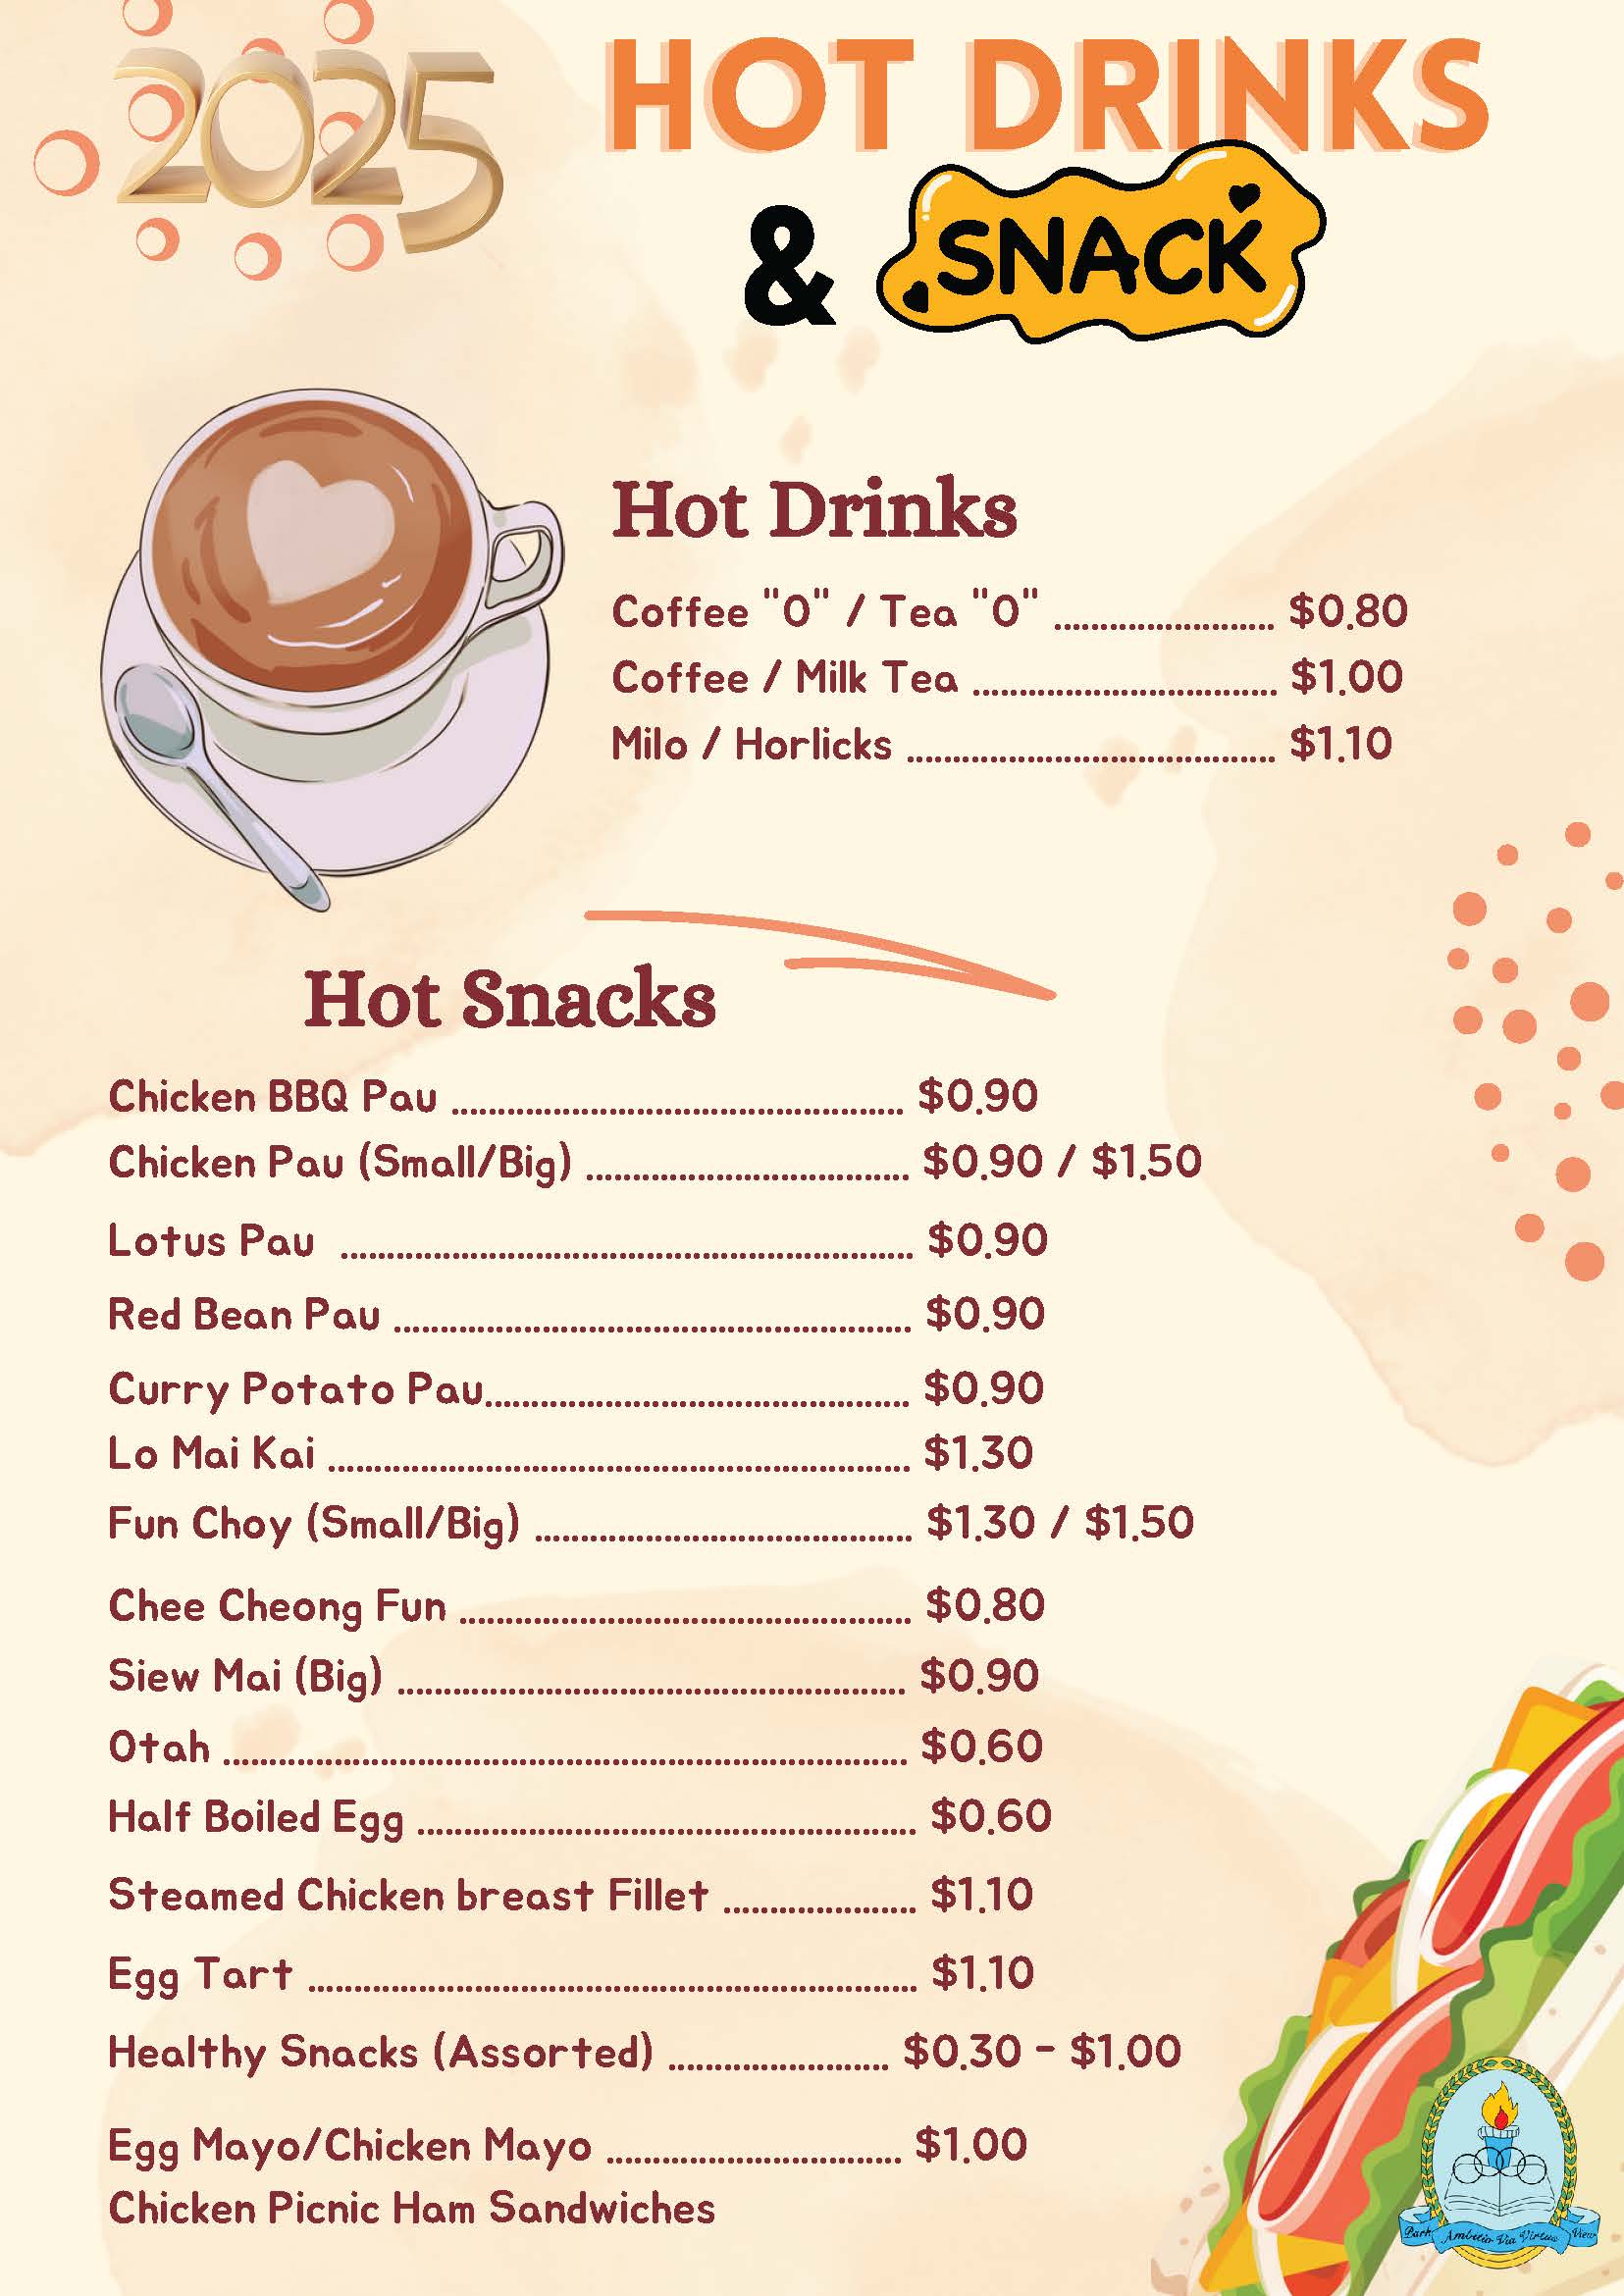 2025
HOT DRINKS
& SNACK
Hot Drinks
Coffee "O" / Tea "O" ........................ $0.80
Coffee / Milk Tea ................................. $1.00
Milo / Horlicks ........................................ $1.10
Hot Snacks
Chicken BBQ Pau ................................................. $0.90
Chicken Pau (Small/Big) ................................... $0.90 / $1.50
Lotus Pau .............................................................. $0.90
Red Bean Pau ........................................................ $0.90
Curry Potato Pau.............................................. $0.90
Lo Mai Kai ............................................................... $1.30
Fun Choy (Small/Big) ......................................... $1.30 / $1.50
Chee Cheong Fun ................................................. $0.80
Siew Mai (Big) ....................................................... $0.90
Otah .......................................................................... $0.60
Half Boiled Egg ...................................................... $0.60
Steamed Chicken breast Fillet ..................... $1.10
Egg Tart .................................................................. $1.10
Healthy Snacks (Assorted) ........................ $0.30 - $1.00
Egg Mayo/Chicken Mayo ................................ $1.00
Chicken Picnic Ham Sandwiches
Park Ambitio Via Virtue View